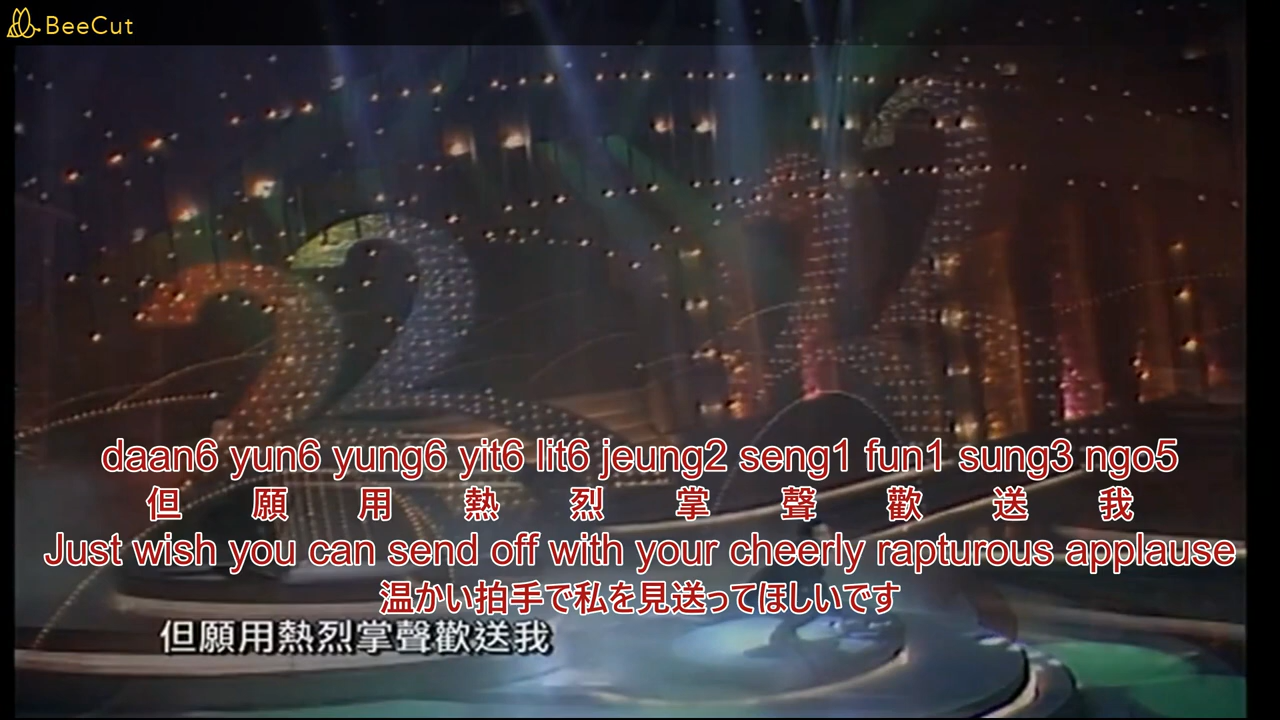 BeeCut
daan6 yun6 yung6 yit6 lit6 jeung2 seng1 fun1 sung3 ngo5
但 願 用 熱 烈 掌 聲 歡 送 我
Just wish you can send off with your cheerly rapturous applause
温かい拍手で私を見送ってほしいです
但願用熱烈掌聲歡送我